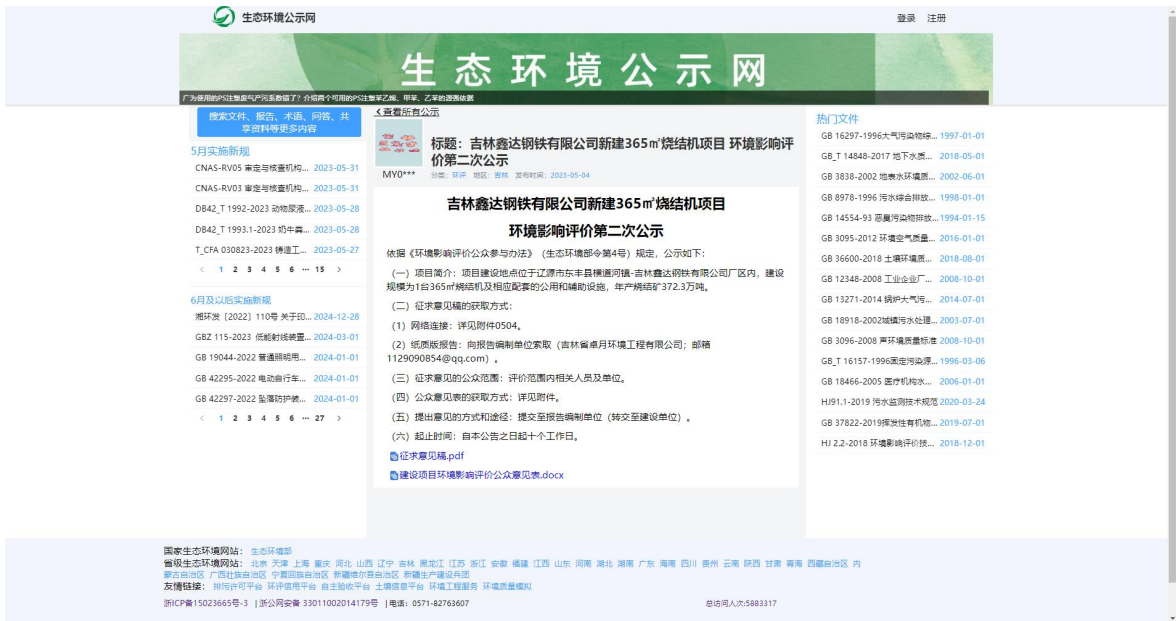 生态环境公示网
登录 注册
生态环境公示网
广为使用的PS注塑废气产污系数错了？介绍两个可用的PS注塑苯乙烯、甲苯、乙苯的源强依据
搜索文件、报告、术语、问答、共
享资料等更多内容
5月实施新规
CNAS-RV05 审定与核查机构... 2023-05-31
CNAS-RV03 审定与核查机构... 2023-05-31
DB42_T 1992-2023 动物尿液... 2023-05-28
DB42_T 1993.1-2023 奶牛粪... 2023-05-28
T_CFA 030823-2023 铸造工... 2023-05-27
< 1 2 3 4 5 6 ··· 15 >
6月及以后实施新规
湘环发〔2022〕110号 关于印... 2024-12-28
GBZ 115-2023 低能射线装置... 2024-03-01
GB 19044-2022 普通照明用... 2024-01-01
GB 42295-2022 电动自行车... 2024-01-01
GB 42297-2022 坠落防护装... 2024-01-01
< 1 2 3 4 5 6 ··· 27 >
<查看所有公示
MY0***
标题：吉林鑫达钢铁有限公司新建365㎡烧结机项目 环境影响评
价第二次公示
分类：环评 地区：吉林 发布时间：2023-05-04
吉林鑫达钢铁有限公司新建365㎡烧结机项目
环境影响评价第二次公示
依据《环境影响评价公众参与办法》（生态环境部令第4号）规定，公示如下：
（一）项目简介：项目建设地点位于辽源市东丰县横道河镇-吉林鑫达钢铁有限公司厂区内，建设
规模为1台365㎡烧结机及相应配套的公用和辅助设施，年产烧结矿372.3万吨。
（二）征求意见稿的获取方式：
（1）网络连接：详见附件0504。
（2）纸质版报告：向报告编制单位索取（吉林省卓月环境工程有限公司；邮箱
1129090854@qq.com）。
（三）征求意见的公众范围：评价范围内相关人员及单位。
（四）公众意见表的获取方式：详见附件。
（五）提出意见的方式和途径：提交至报告编制单位（转交至建设单位）。
（六）起止时间：自本公告之日起十个工作日。
征求意见稿.pdf
建设项目环境影响评价公众意见表.docx
热门文件
GB 16297-1996大气污染物综... 1997-01-01
GB_T 14848-2017 地下水质... 2018-05-01
GB 3838-2002 地表水环境质... 2002-06-01
GB 8978-1996 污水综合排放... 1998-01-01
GB 14554-93 恶臭污染物排放... 1994-01-15
GB 3095-2012 环境空气质量... 2016-01-01
GB 36600-2018 土壤环境质... 2018-08-01
GB 12348-2008 工业企业厂... 2008-10-01
GB 13271-2014 锅炉大气污... 2014-07-01
GB 18918-2002城镇污水处理... 2003-07-01
GB 3096-2008 声环境质量标准 2008-10-01
GB_T 16157-1996固定污染源... 1996-03-06
GB 18466-2005 医疗机构水... 2006-01-01
HJ91.1-2019 污水监测技术规范 2020-03-24
GB 37822-2019挥发性有机物... 2019-07-01
HJ 2.2-2018 环境影响评价技... 2018-12-01
国家生态环境网站： 生态环境部
省级生态环境网站： 北京 天津 上海 重庆 河北 山西 辽宁 吉林 黑龙江 江苏 浙江 安徽 福建 江西 山东 河南 湖北 湖南 广东 海南 四川 贵州 云南 陕西 甘肃 青海 西藏自治区 内
蒙古自治区 广西壮族自治区 宁夏回族自治区 新疆维尔吾自治区 新疆生产建设兵团
友情链接： 排污许可平台 环评信用平台 自主验收平台 土壤信息平台 环境工程服务 环境质量模拟
浙ICP备15023665号-3 |浙公网安备 33011002014179号 |电话：0571-82763607
总访问人次:5883317